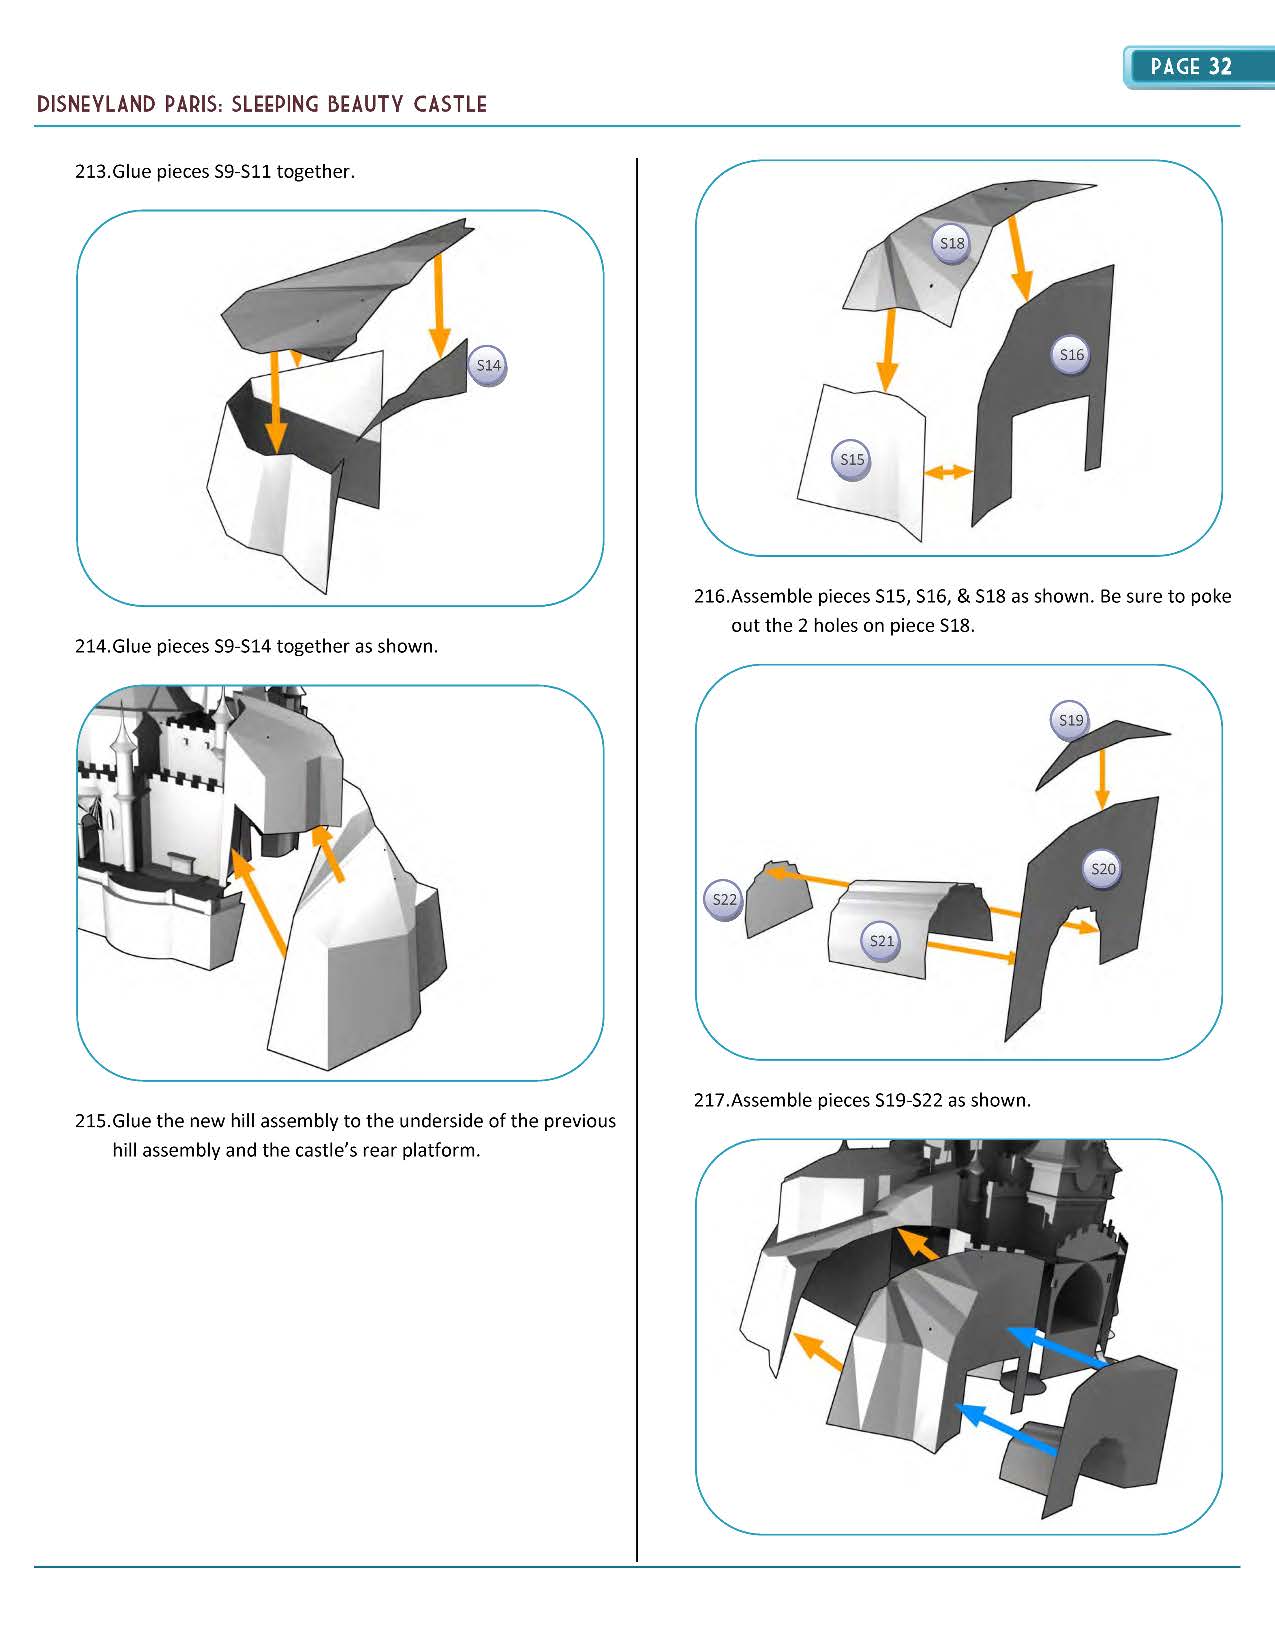 PAGE 32
DISNEYLAND PARIS: SLEEPING BEAUTY CASTLE
213.Glue pieces S9-S11 together.
S14
214.Glue pieces S9-S14 together as shown.
215.Glue the new hill assembly to the underside of the previous
hill assembly and the castle's rear platform.
S18
S16
S15
216.Assemble pieces S15, S16, & S18 as shown. Be sure to poke
out the 2 holes on piece S18.
S19
S20
S22
S21
217.Assemble pieces S19-S22 as shown.